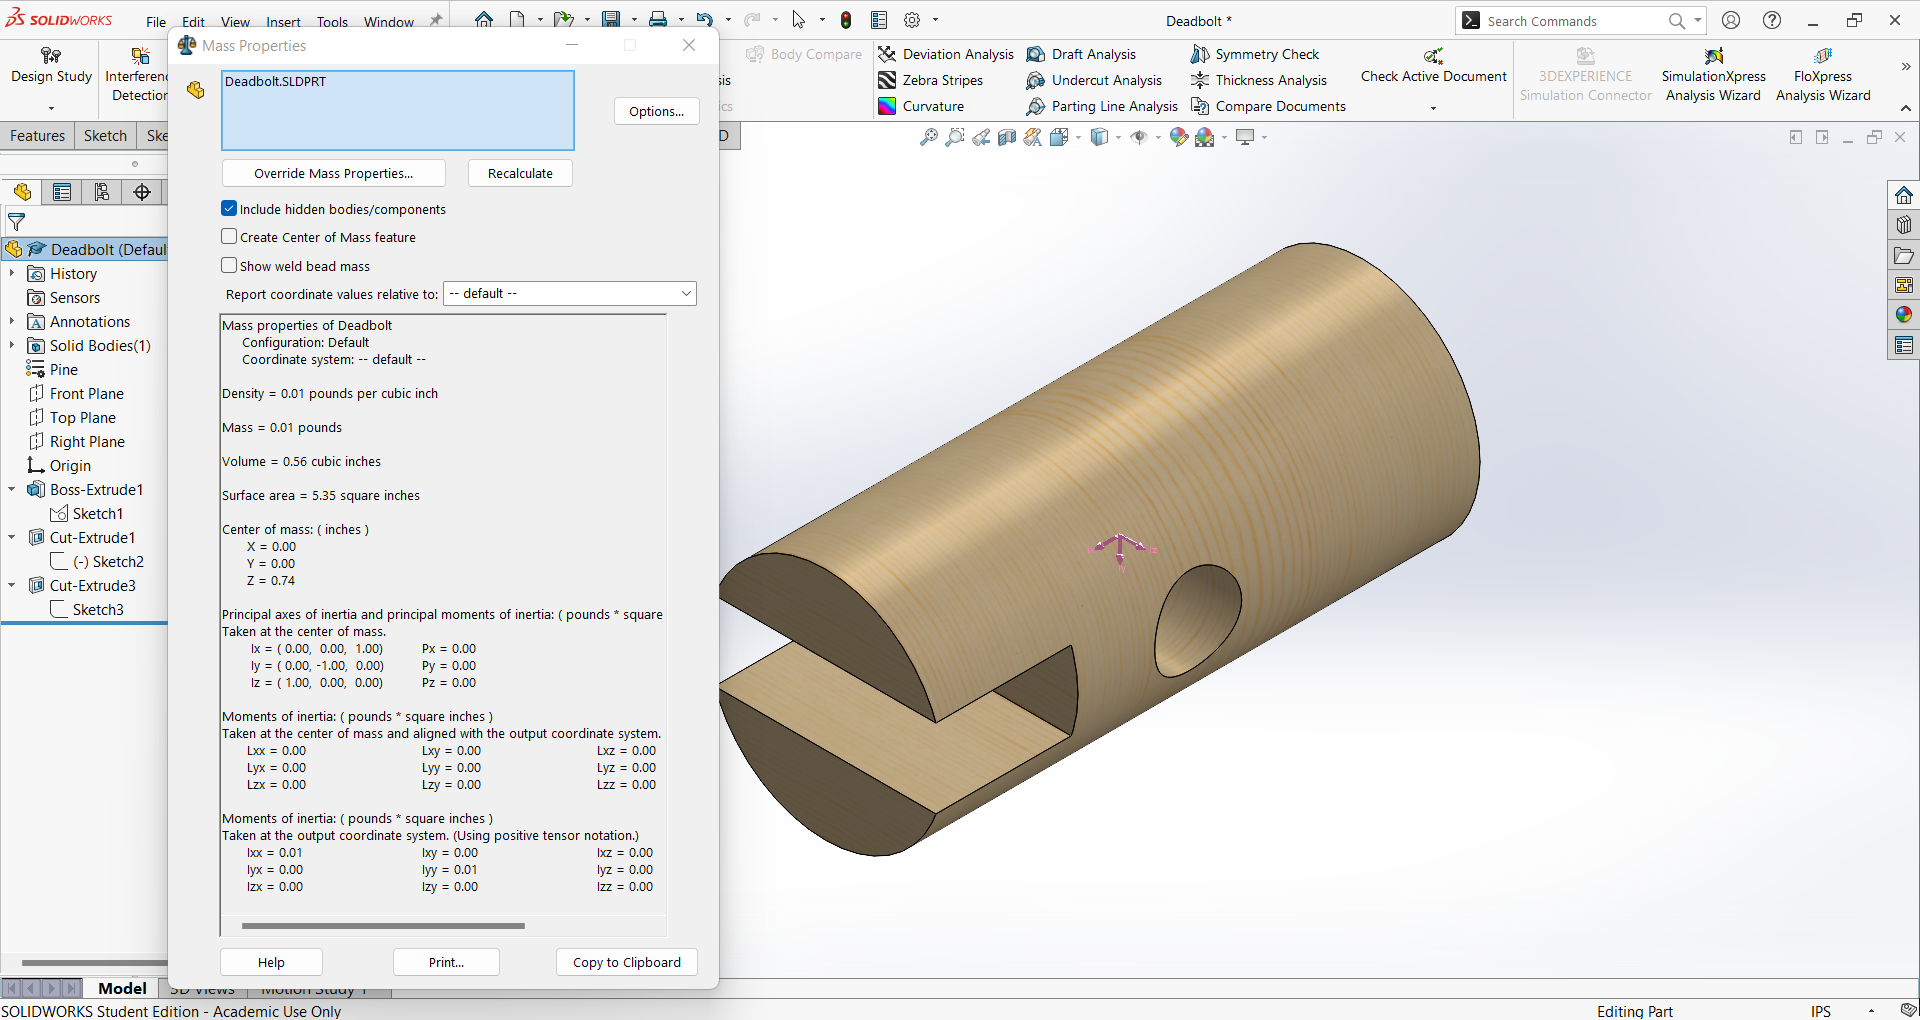 SOLIDWORKS File Edit View Insert Tools Window Deadbolt * Search Commands
Design Study
Interferenc
Detection
Mass Properties
Body Compare
sis
ics
Deviation Analysis Draft Analysis Symmetry Check
Zebra Stripes Undercut Analysis Thickness Analysis
Curvature Parting Line Analysis Compare Documents
Check Active Document
3DEXPERIENCE
Simulation Connector
SimulationXpress
Analysis Wizard
FloXpress
Analysis Wizard
Features Sketch Ske D
Deadbolt (Defaul
History
Sensors
Annotations
Solid Bodies(1)
Pine
Front Plane
Top Plane
Right Plane
Origin
Boss-Extrude1
Sketch1
Cut-Extrude1
(-) Sketch2
Cut-Extrude3
Sketch3
Deadbolt.SLDPRT
Options...
Override Mass Properties... Recalculate
Include hidden bodies/components
Create Center of Mass feature
Show weld bead mass
Report coordinate values relative to: -- default --
Mass properties of Deadbolt
Configuration: Default
Coordinate system: -- default --
Density = 0.01 pounds per cubic inch
Mass = 0.01 pounds
Volume = 0.56 cubic inches
Surface area = 5.35 square inches
Center of mass: ( inches )
X = 0.00
Y = 0.00
Z = 0.74
Principal axes of inertia and principal moments of inertia: ( pounds * square
Taken at the center of mass.
Ix = ( 0.00, 0.00, 1.00) Px = 0.00
Iy = ( 0.00, -1.00, 0.00) Py = 0.00
Iz = ( 1.00, 0.00, 0.00) Pz = 0.00
Moments of inertia: ( pounds * square inches )
Taken at the center of mass and aligned with the output coordinate system.
Lxx = 0.00 Lxy = 0.00 Lxz = 0.00
Lyx = 0.00 Lyy = 0.00 Lyz = 0.00
Lzx = 0.00 Lzy = 0.00 Lzz = 0.00
Moments of inertia: ( pounds * square inches )
Taken at the output coordinate system. (Using positive tensor notation.)
Ixx = 0.01 Ixy = 0.00 Ixz = 0.00
Iyx = 0.00 Iyy = 0.01 Iyz = 0.00
Izx = 0.00 Izy = 0.00 Izz = 0.00
Help Print... Copy to Clipboard
Model 3D Views Motion Study 1
SOLIDWORKS Student Edition - Academic Use Only Editing Part IPS